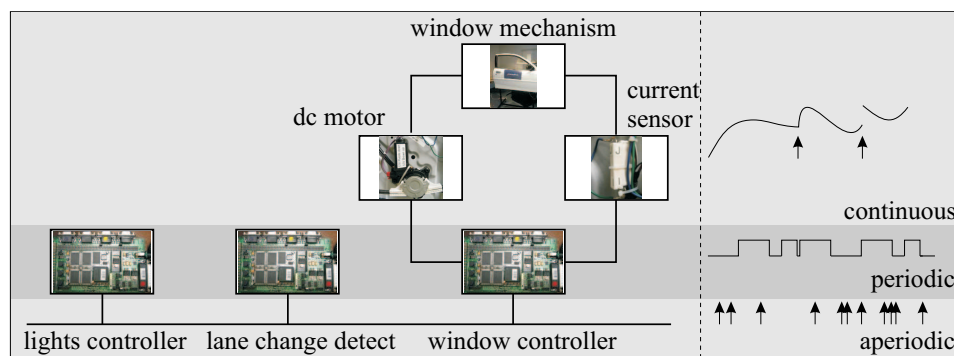 window mechanism
dc motor
current
sensor
continuous
periodic
lights controller
lane change detect
window controller
aperiodic